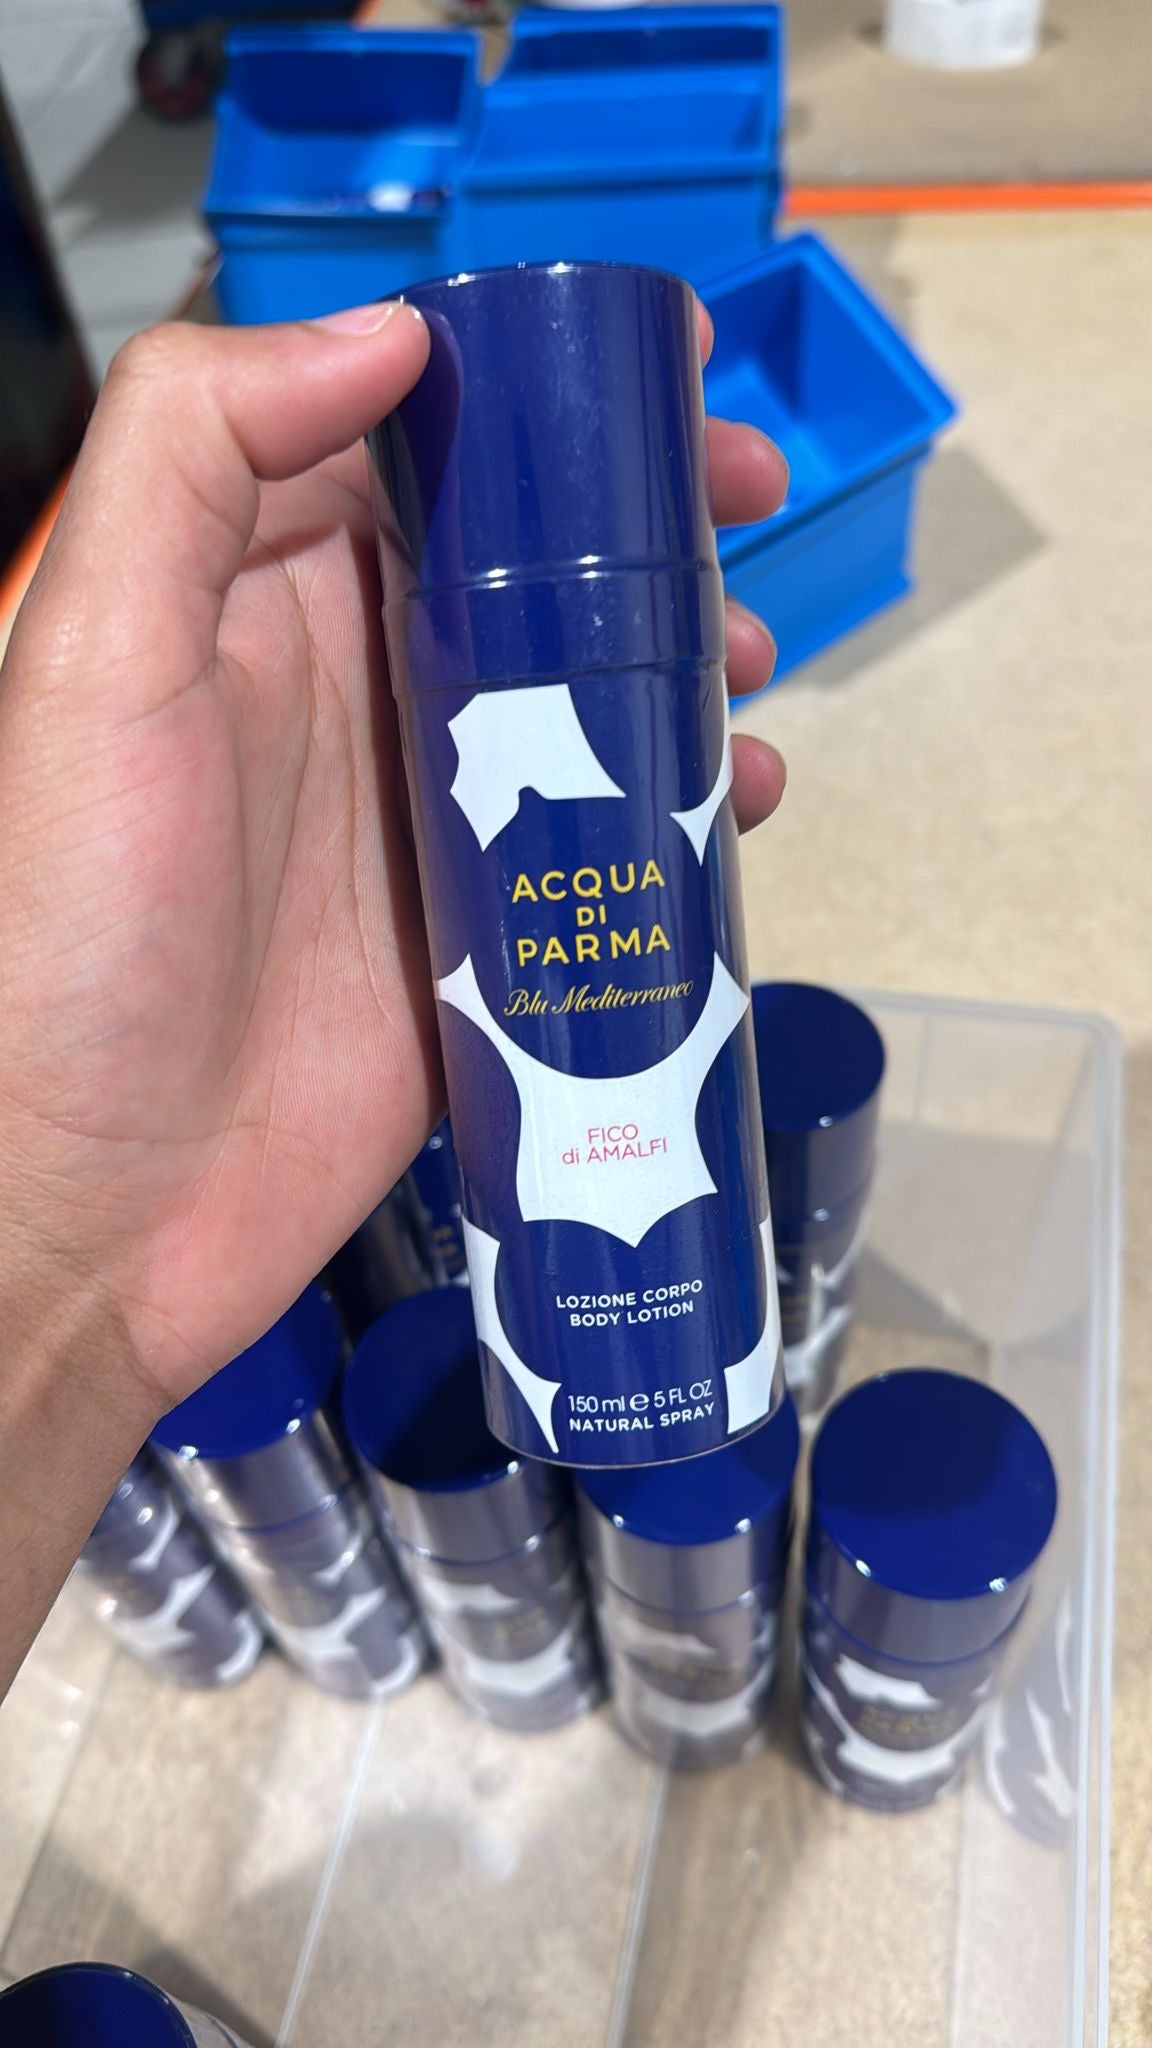 ACQUA
DI
PARMA
Blu Mediterraneo
FICO
di AMALFI
LOZIONE CORPO
BODY LOTION
150 ml e 5 FL OZ
NATURAL SPRAY